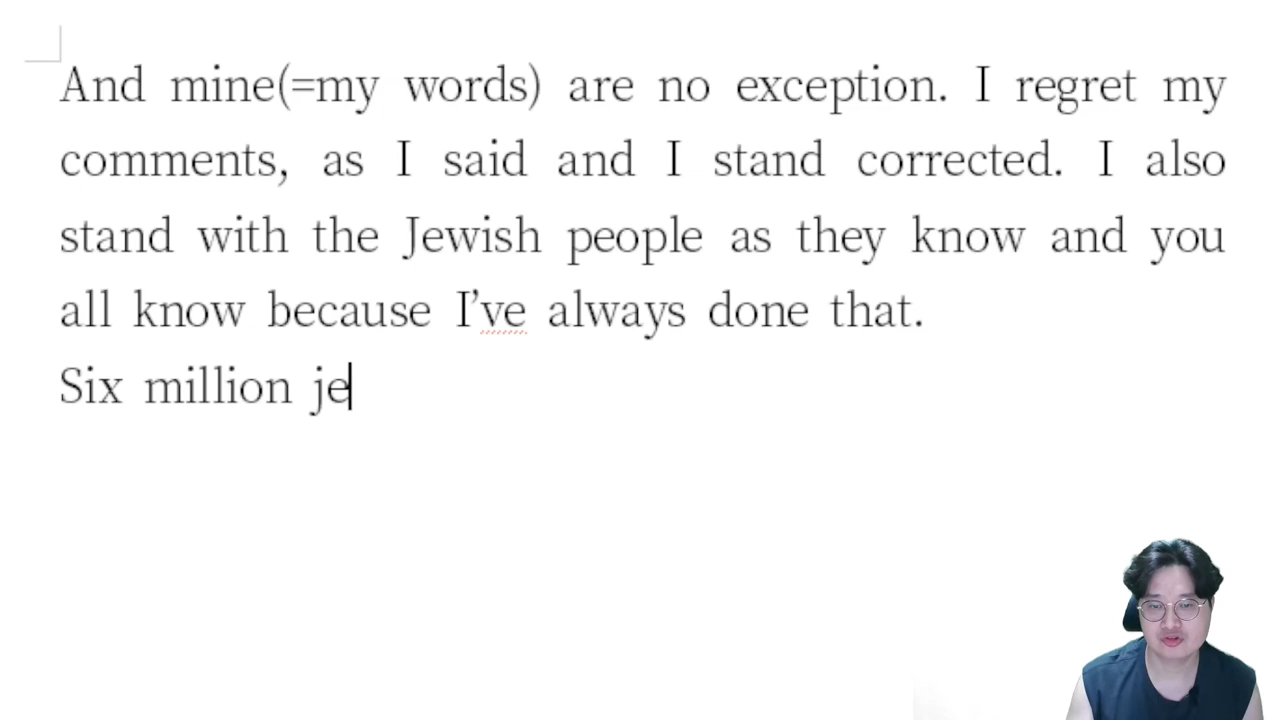 And mine(=my words) are no exception. I regret my
comments, as I said and I stand corrected. I also
stand with the Jewish people as they know and you
all know because I've always done that.
Six million je